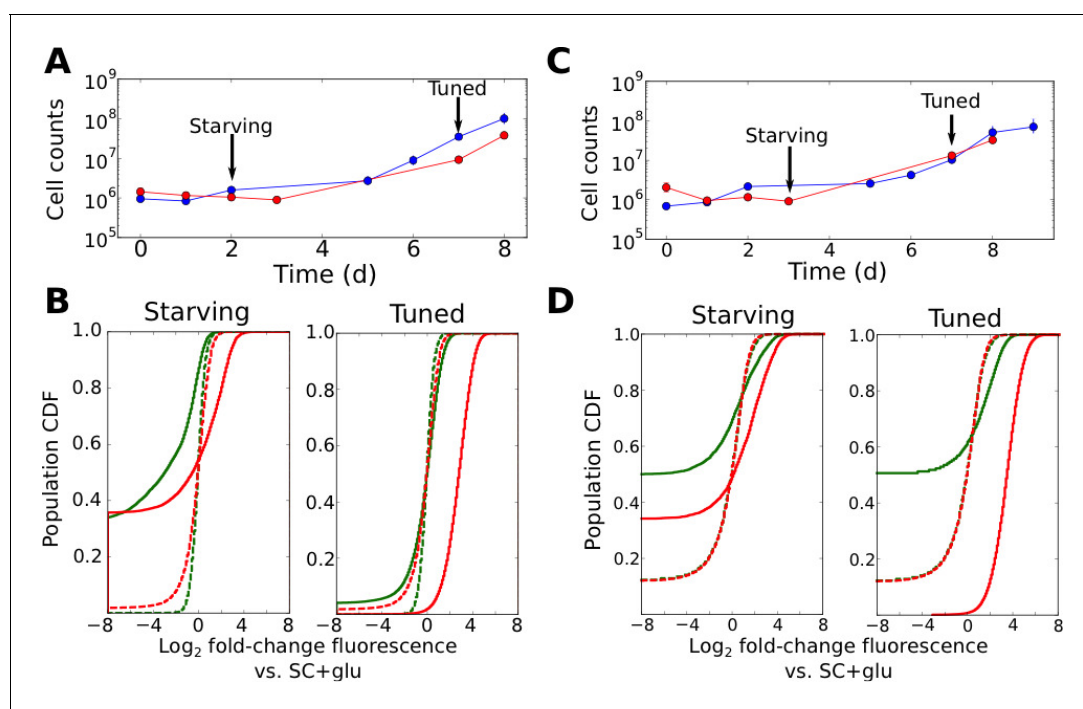 A
Cell counts
10⁹
10⁸
10⁷
10⁶
10⁵
Starving
Tuned
0 2 4 6 8
Time (d)
C
Cell counts
10⁹
10⁸
10⁷
10⁶
10⁵
Starving
Tuned
0 2 4 6 8
Time (d)
B
Starving
Tuned
Population CDF
1.0
0.8
0.6
0.4
0.2
1.0
0.8
0.6
0.4
0.2
−8 −4 0 4 8
−8 −4 0 4 8
Log₂ fold-change fluorescence
vs. SC+glu
D
Starving
Tuned
Population CDF
1.0
0.8
0.6
0.4
0.2
1.0
0.8
0.6
0.4
0.2
−8 −4 0 4 8
−8 −4 0 4 8
Log₂ fold-change fluorescence
vs. SC+glu